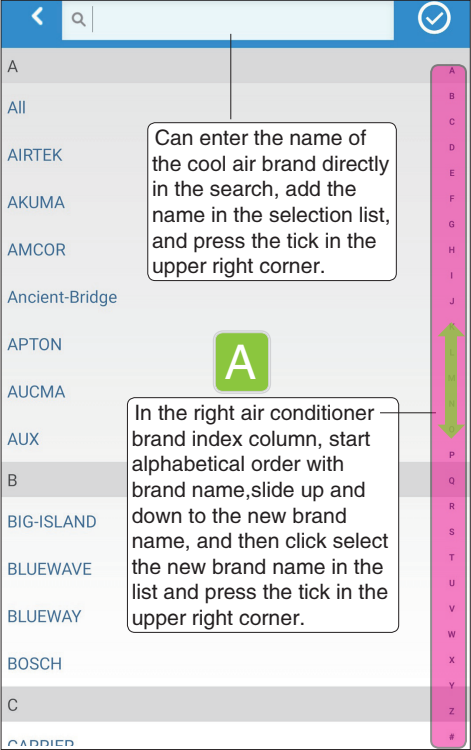 A
All
AIRTEK
AKUMA
AMCOR
Ancient-Bridge
APTON
AUCMA
AUX
B
BIG-ISLAND
BLUEWAVE
BLUEWAY
BOSCH
C
CARRIER
Can enter the name of
the cool air brand directly
in the search, add the
name in the selection list,
and press the tick in the
upper right corner.
A
In the right air conditioner
brand index column, start
alphabetical order with
brand name,slide up and
down to the new brand
name, and then click select
the new brand name in the
list and press the tick in the
upper right corner.
A
B
C
D
E
F
G
H
I
J
K
L
M
N
O
P
Q
R
S
T
U
V
W
X
Y
Z
#